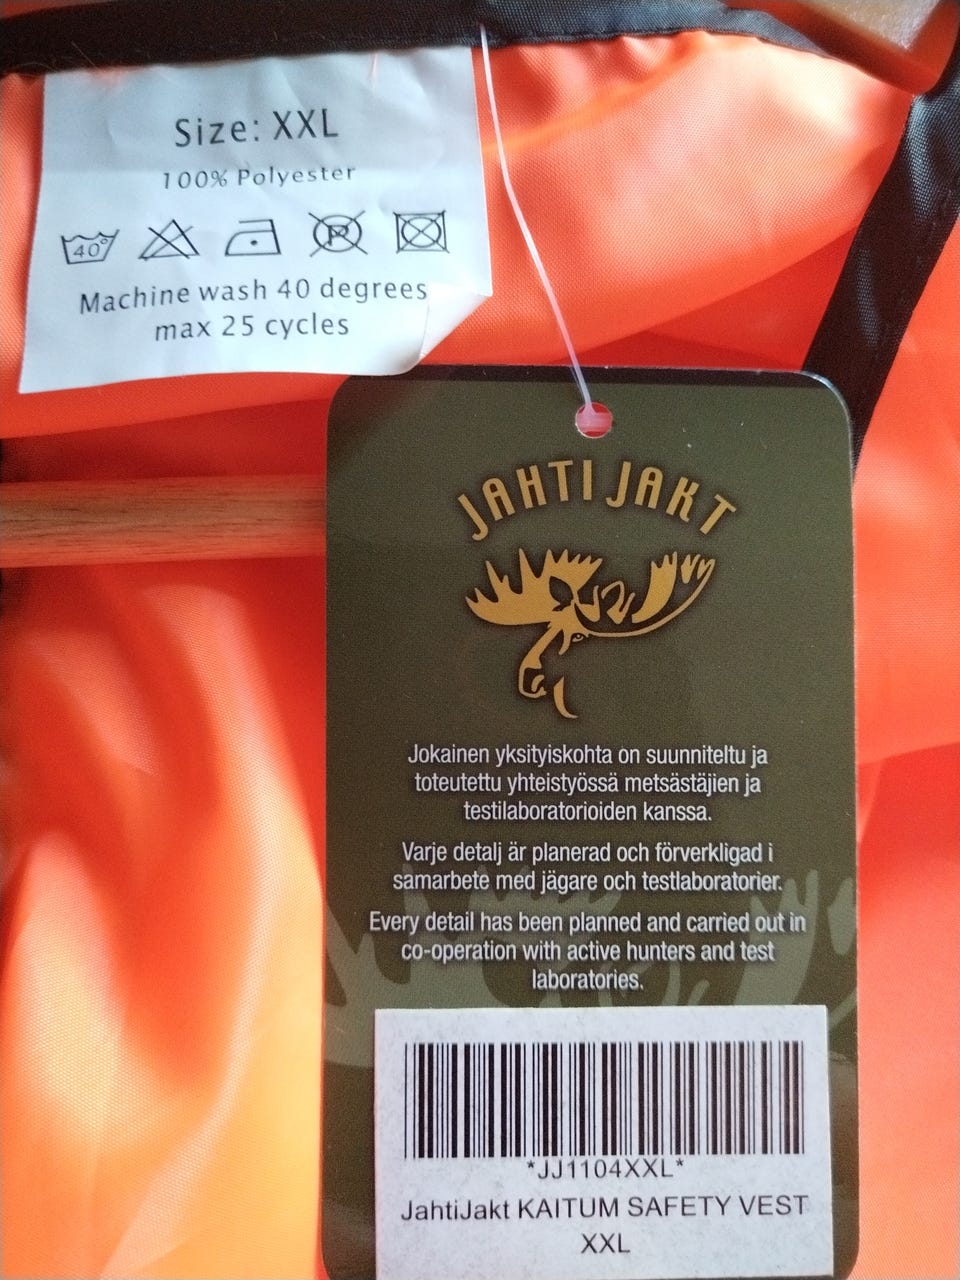 Size: XXL
100% Polyester
40°
P
Machine wash 40 degrees
max 25 cycles
JAHTI JAKT
Jokainen yksityiskohta on suunniteltu ja
toteutettu yhteistyössä metsästäjien ja
testilaboratorioiden kanssa.
Varje detalj är planerad och förverkligad i
samarbete med jägare och testlaboratorier.
Every detail has been planned and carried out in
co-operation with active hunters and test
laboratories.
*JJ1104XXL*
JahtiJakt KAITUM SAFETY VEST
XXL